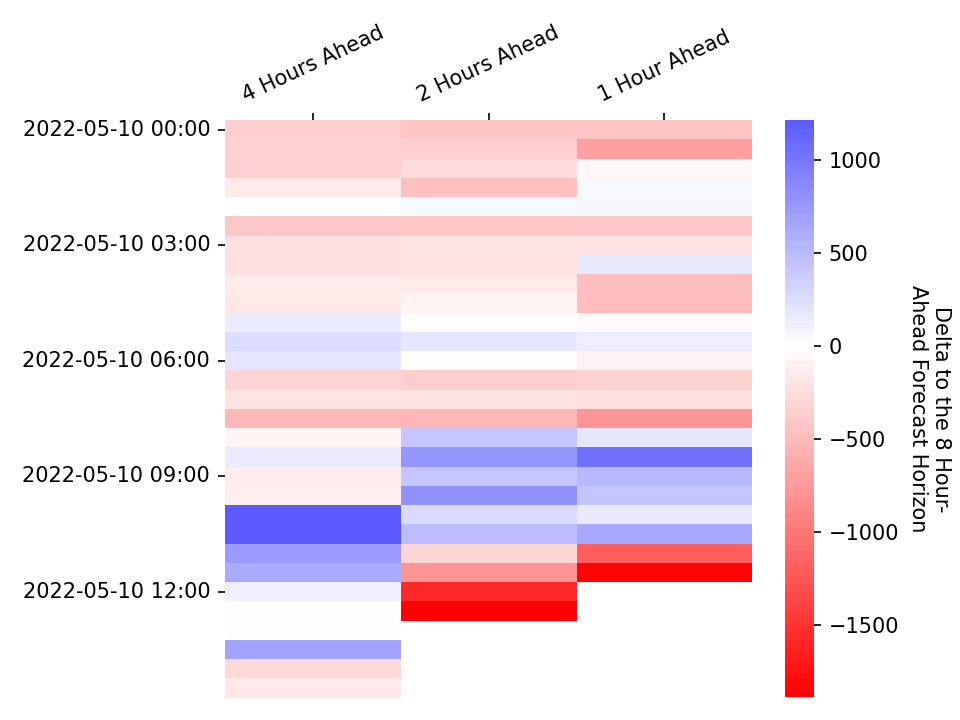 4 Hours Ahead
2 Hours Ahead
1 Hour Ahead
2022-05-10 00:00
2022-05-10 03:00
2022-05-10 06:00
2022-05-10 09:00
2022-05-10 12:00
1000
500
0
−500
−1000
−1500
Delta to the 8 Hour-
Ahead Forecast Horizon